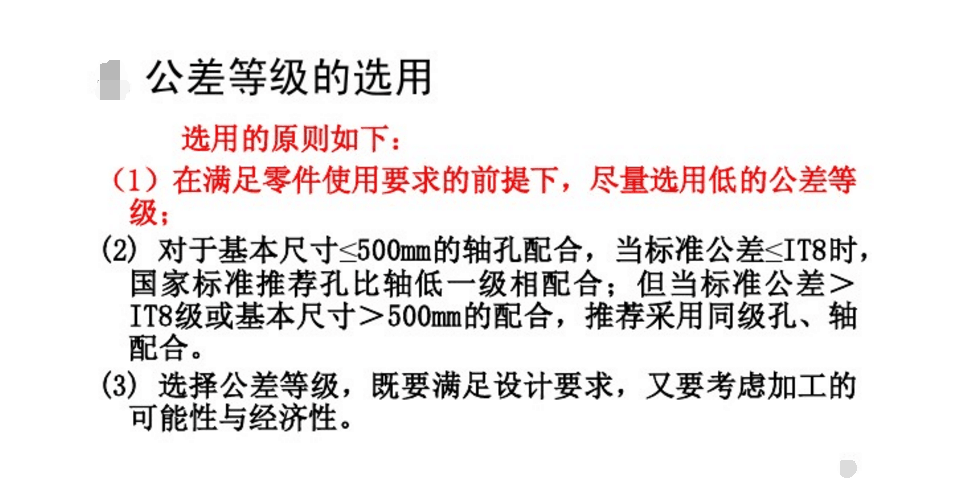 公差等级的选用
选用的原则如下：
（1）在满足零件使用要求的前提下，尽量选用低的公差等
级；
(2) 对于基本尺寸≤500mm的轴孔配合，当标准公差≤IT8时，
国家标准推荐孔比轴低一级相配合；但当标准公差＞
IT8级或基本尺寸＞500mm的配合，推荐采用同级孔、轴
配合。
(3) 选择公差等级，既要满足设计要求，又要考虑加工的
可能性与经济性。